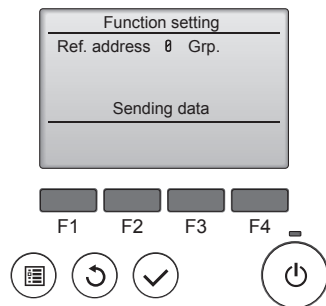 Function setting
Ref. address 0 Grp.
Sending data
F1 F2 F3 F4